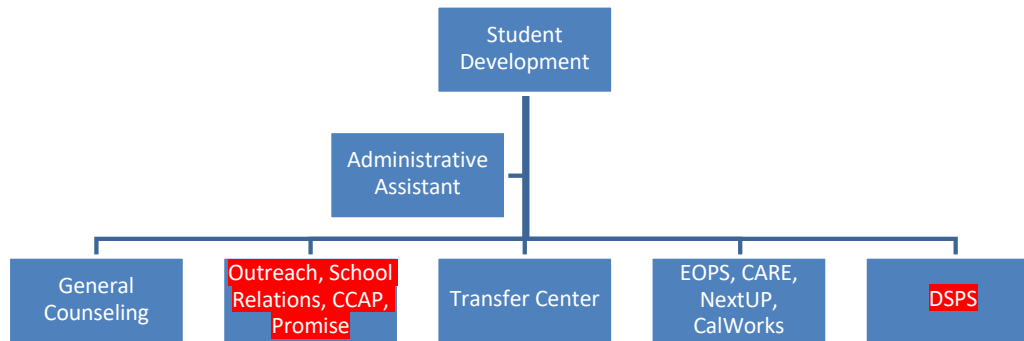 Student
Development
Administrative
Assistant
General
Counseling
Outreach, School
Relations, CCAP,
Promise
Transfer Center
EOPS, CARE,
NextUP,
CalWorks
DSPS